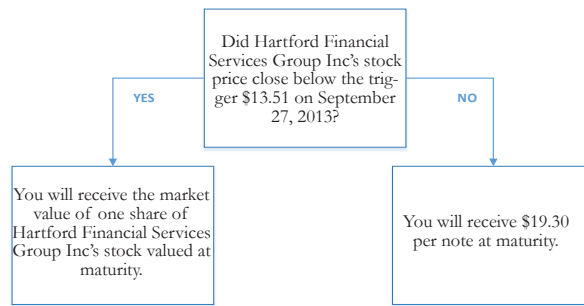 Did Hartford Financial
Services Group Inc's stock
price close below the trig-
ger $13.51 on September
27, 2013?
YES
NO
You will receive the market
value of one share of
Hartford Financial Services
Group Inc's stock valued at
maturity.
You will receive $19.30
per note at maturity.